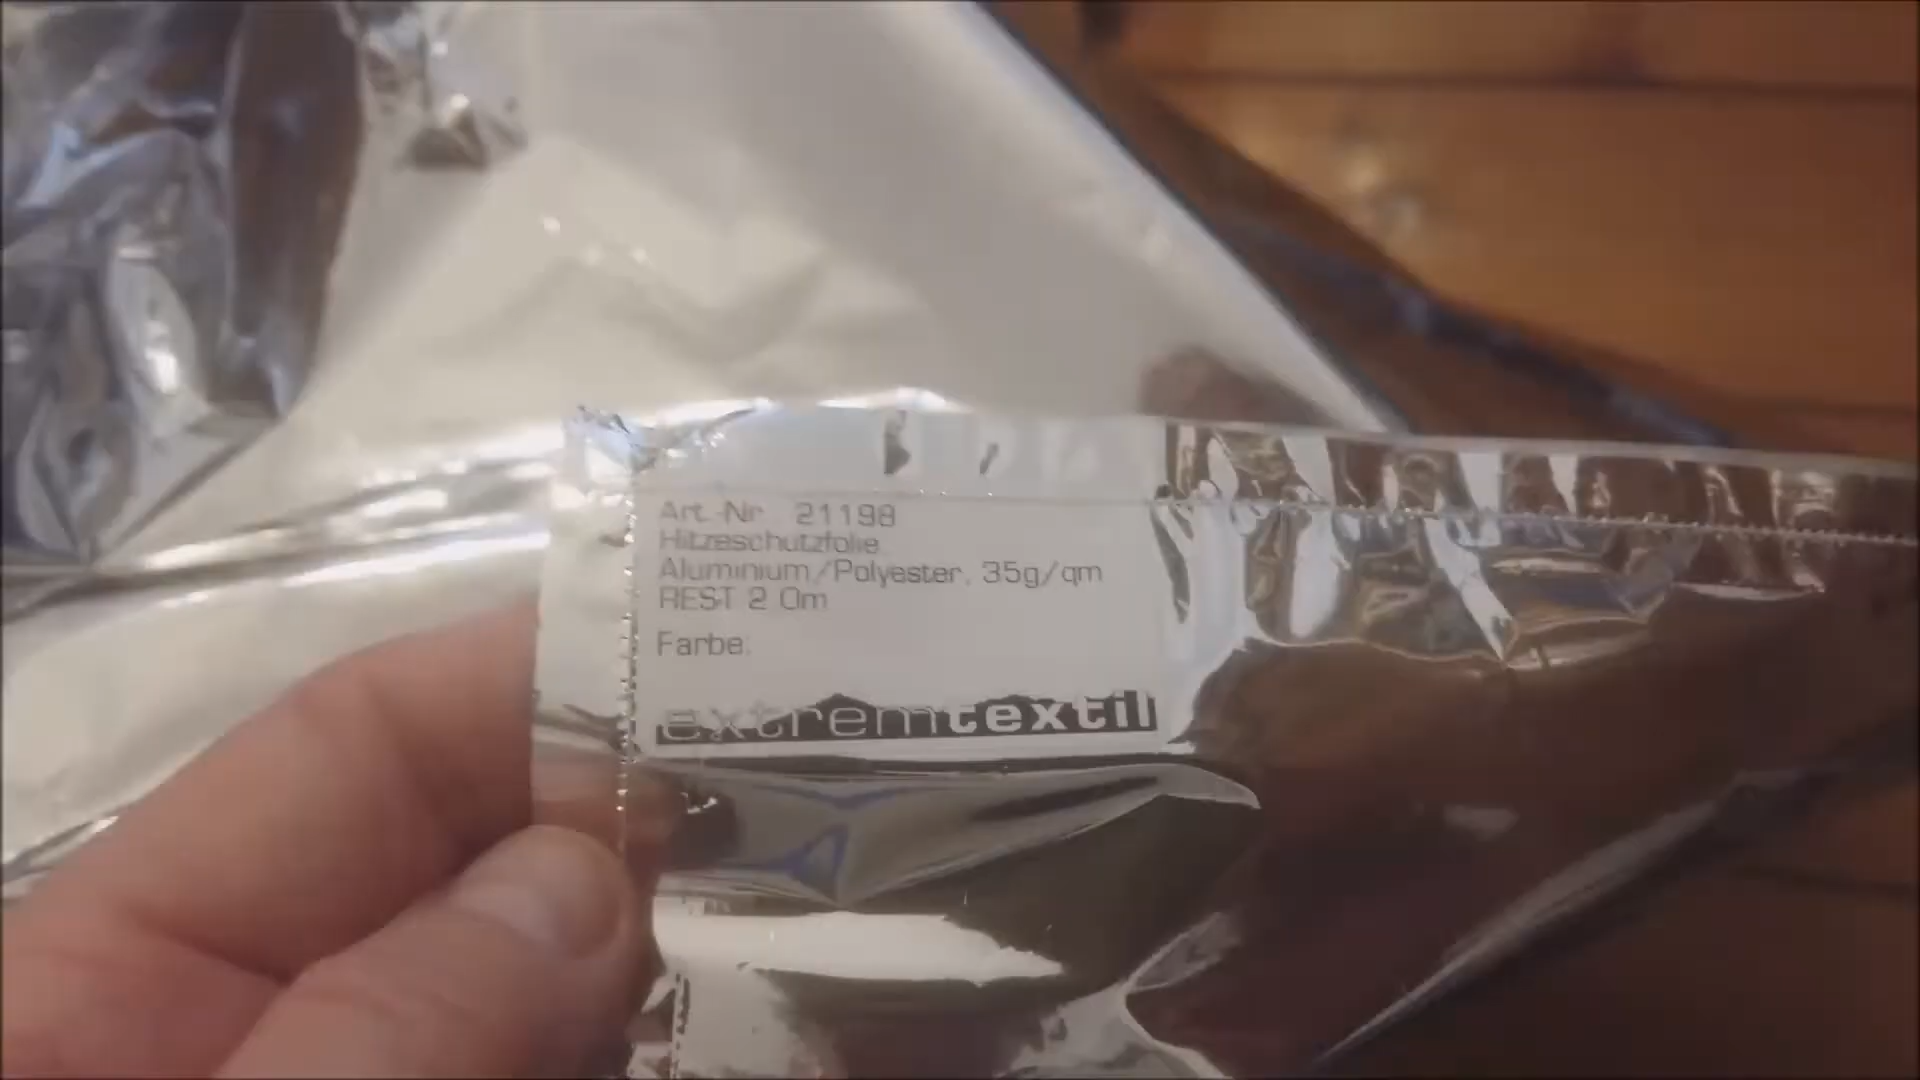 Art.-Nr. 21198
Hitzeschutzfolie,
Aluminium/Polyester, 35g/qm
REST 2 0m
Farbe:
extremtextil